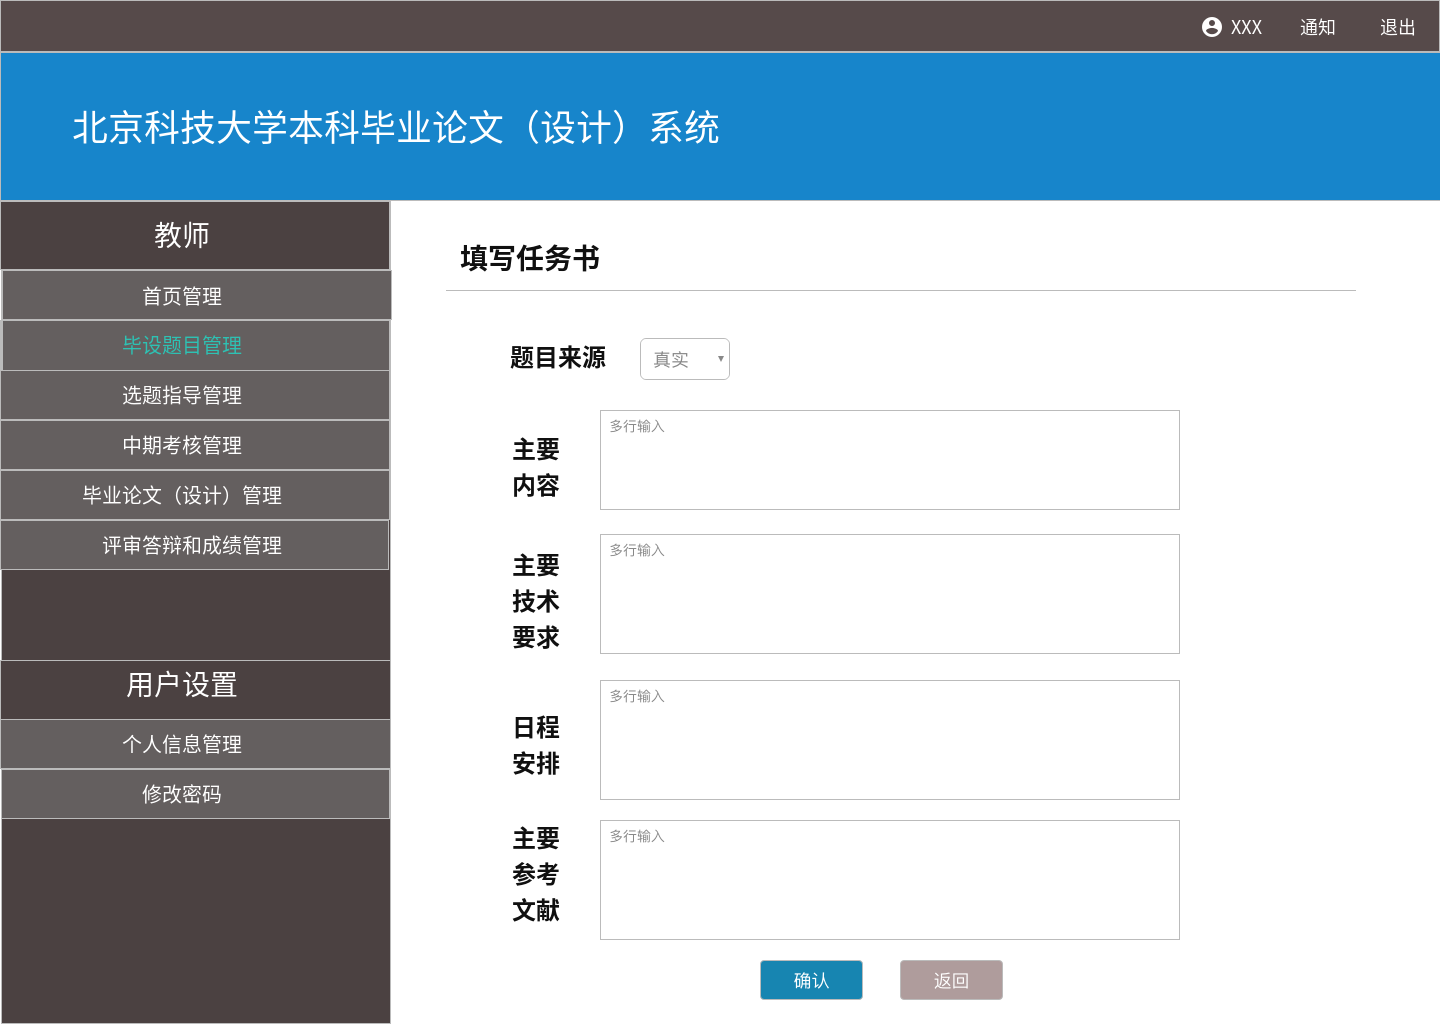 XXX 通知 退出
北京科技大学本科毕业论文（设计）系统
教师
首页管理
毕设题目管理
选题指导管理
中期考核管理
毕业论文（设计）管理
评审答辩和成绩管理
用户设置
个人信息管理
修改密码
填写任务书
题目来源 真实
主要
内容
多行输入
主要
技术
要求
多行输入
日程
安排
多行输入
主要
参考
文献
多行输入
确认 返回